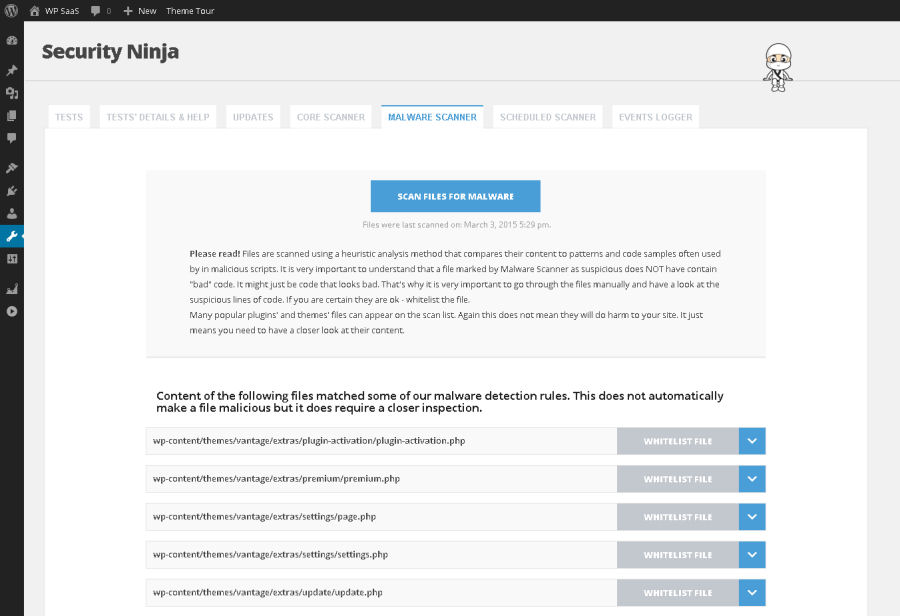 WP SaaS 0 New Theme Tour
Security Ninja
TESTS TESTS' DETAILS & HELP UPDATES CORE SCANNER MALWARE SCANNER SCHEDULED SCANNER EVENTS LOGGER
SCAN FILES FOR MALWARE
Files were last scanned on: March 3, 2015 5:29 pm.
Please read! Files are scanned using a heuristic analysis method that compares their content to patterns and code samples often used
by in malicious scripts. It is very important to understand that a file marked by Malware Scanner as suspicious does NOT have contain
"bad" code. It might just be code that looks bad. That's why it is very important to go through the files manually and have a look at the
suspicious lines of code. If you are certain they are ok - whitelist the file.
Many popular plugins' and themes' files can appear on the scan list. Again this does not mean they will do harm to your site. It just
means you need to have a closer look at their content.
Content of the following files matched some of our malware detection rules. This does not automatically
make a file malicious but it does require a closer inspection.
wp-content/themes/vantage/extras/plugin-activation/plugin-activation.php WHITELIST FILE
wp-content/themes/vantage/extras/premium/premium.php WHITELIST FILE
wp-content/themes/vantage/extras/settings/page.php WHITELIST FILE
wp-content/themes/vantage/extras/settings/settings.php WHITELIST FILE
wp-content/themes/vantage/extras/update/update.php WHITELIST FILE